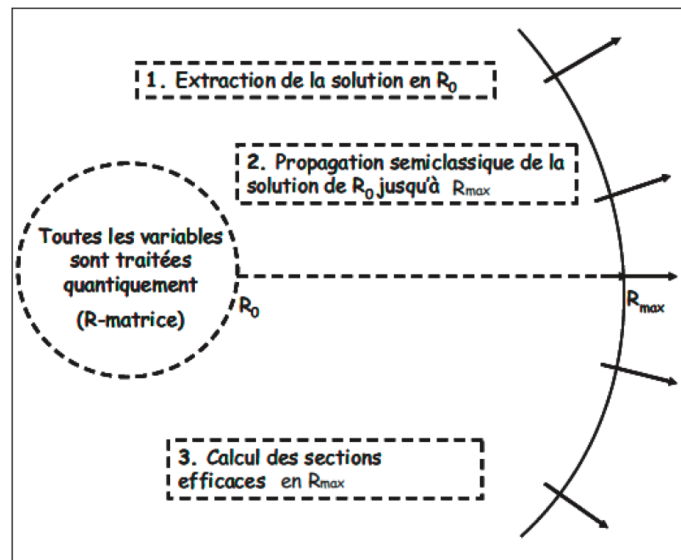 1. Extraction de la solution en R₀
2. Propagation semiclassique de la
solution de R₀ jusqu'à Rmax
Toutes les variables
sont traitées
quantiquement
(R-matrice)
R₀
Rmax
3. Calcul des sections
efficaces en Rmax